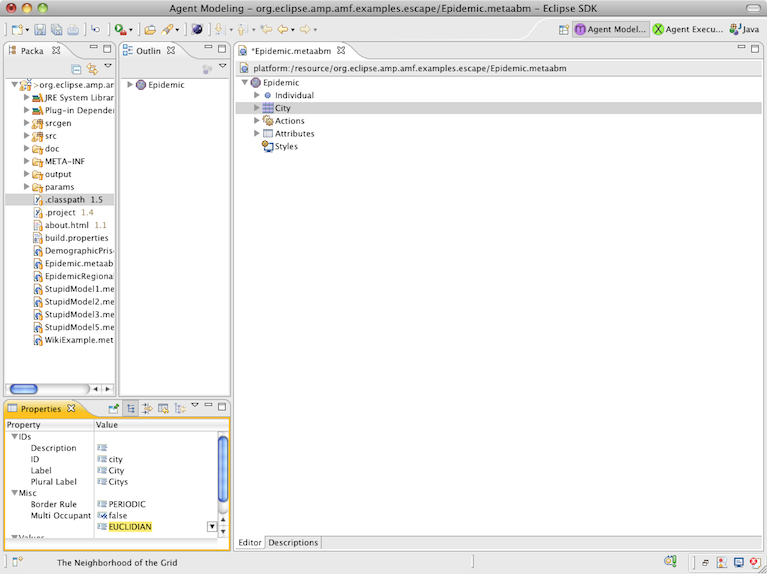 Agent Modeling - org.eclipse.amp.amf.examples.escape/Epidemic.metaabm - Eclipse SDK
Agent Model... Agent Execu... Java
Packa
Outlin
*Epidemic.metaabm
>org.eclipse.amp.am
JRE System Librar
Plug-in Depende
srcgen
src
doc
META-INF
output
params
.classpath 1.5
.project 1.4
about.html 1.1
build.properties
DemographicPris
Epidemic.metaab
EpidemicRegiona
StupidModel1.me
StupidModel2.me
StupidModel3.me
StupidModel5.me
WikiExample.met
Epidemic
platform:/resource/org.eclipse.amp.amf.examples.escape/Epidemic.metaabm
Epidemic
Individual
City
Actions
Attributes
Styles
Properties
Property Value
IDs
Description
ID city
Label City
Plural Label Citys
Misc
Border Rule PERIODIC
Multi Occupant false
EUCLIDIAN
Values
Editor Descriptions
The Neighborhood of the Grid